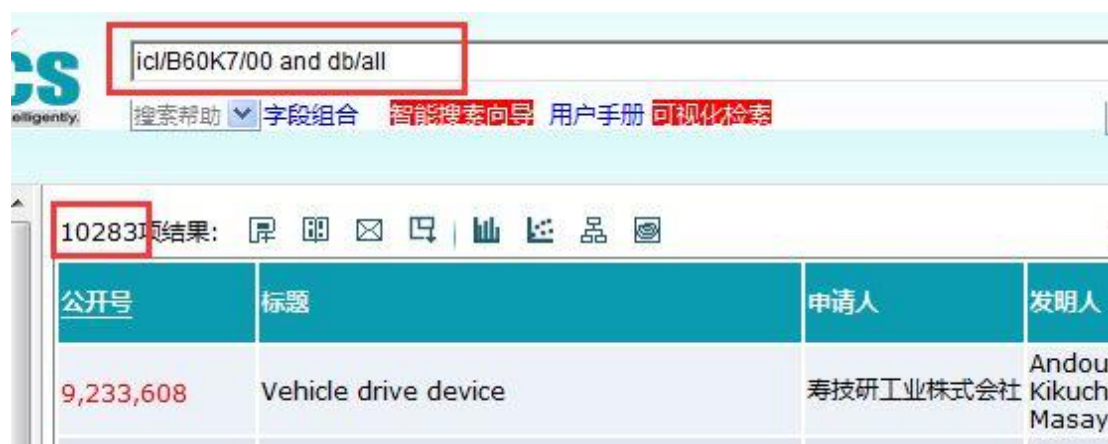 CS
icl/B60K7/00 and db/all
elligently.
搜索帮助 字段组合 智能搜索向导 用户手册 可视化检索
10283项结果:
公开号 标题 申请人 发明人
Andou
9,233,608 Vehicle drive device 寿技研工业株式会社 Kikuch
Masay